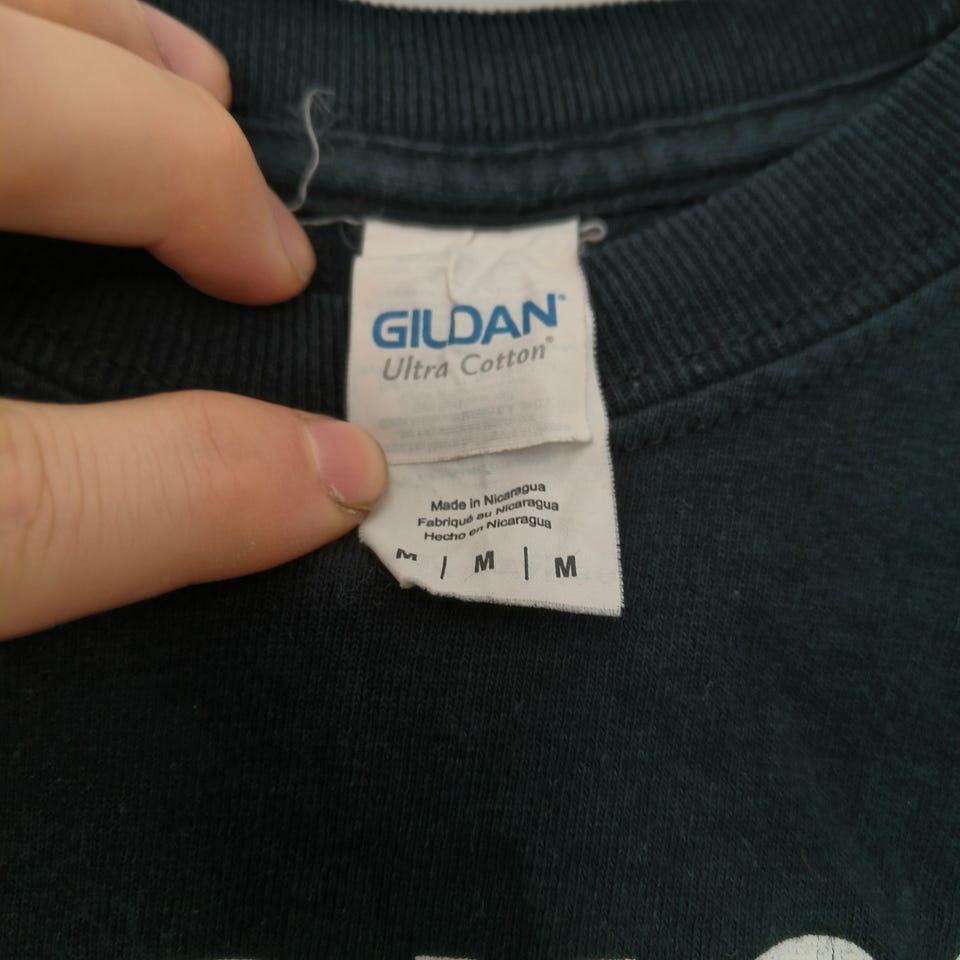 GILDAN®
Ultra Cotton®
Made in Nicaragua
Fabriqué au Nicaragua
Hecho en Nicaragua
M | M | M